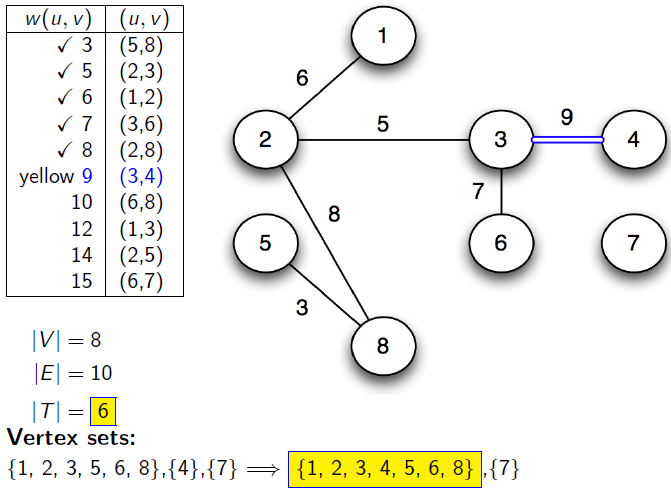 w(u, v) (u, v)
✓ 3 (5,8)
✓ 5 (2,3)
✓ 6 (1,2)
✓ 7 (3,6)
✓ 8 (2,8)
yellow 9 (3,4)
10 (6,8)
12 (1,3)
14 (2,5)
15 (6,7)
1
6
2
5
3
9
4
8
7
5
6
7
3
8
|V| = 8
|E| = 10
|T| = 6
Vertex sets:
{1, 2, 3, 5, 6, 8},{4},{7} ⟹ {1, 2, 3, 4, 5, 6, 8},{7}